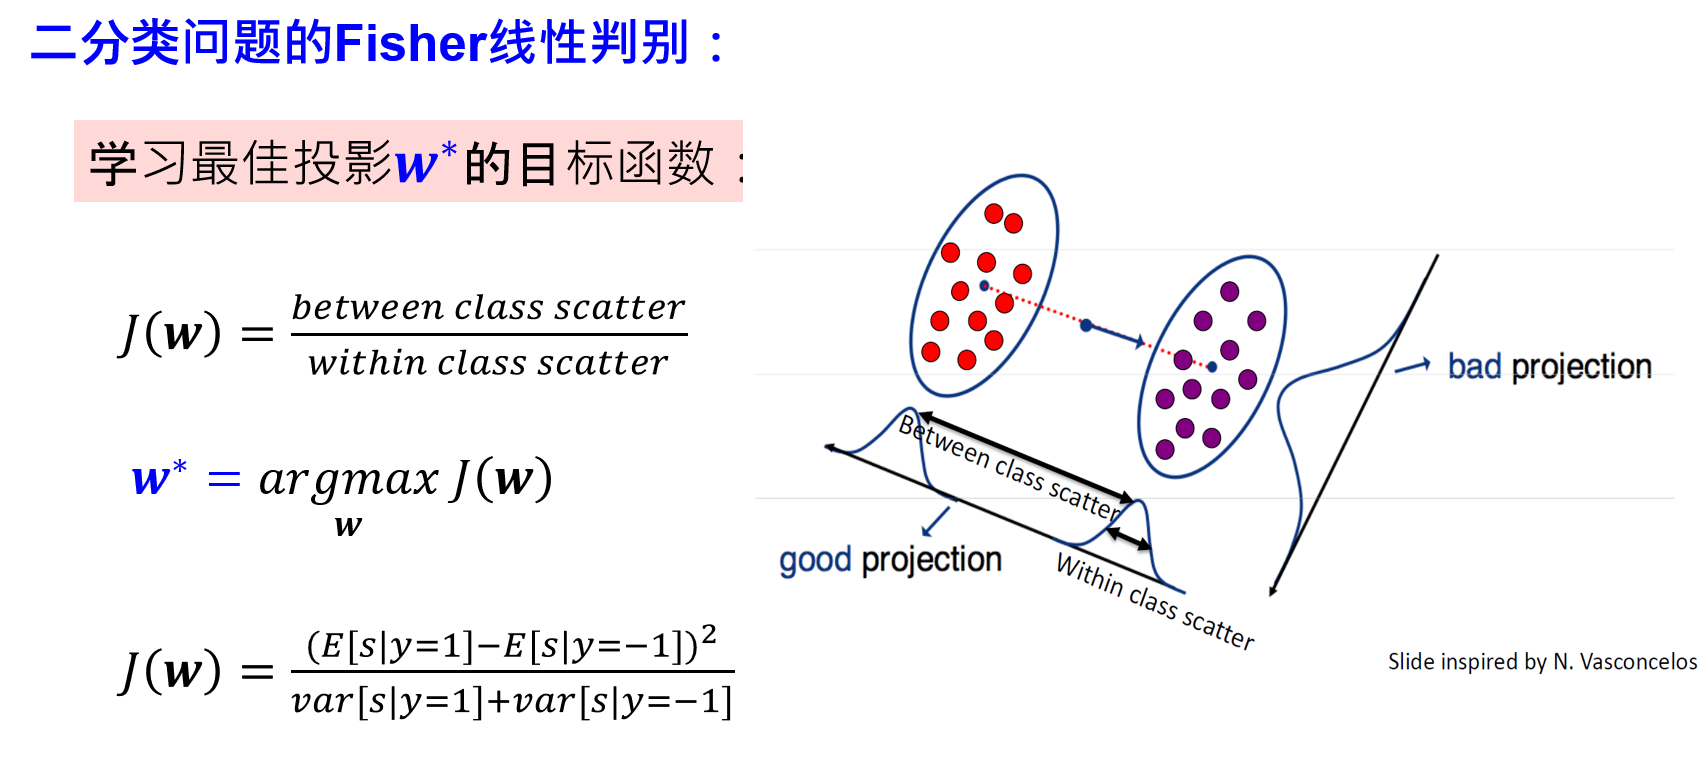 二分类问题的Fisher线性判别：
学习最佳投影w*的目标函数：
J(w) = between class scatter / within class scatter
w* = argmax J(w)
w
J(w) = (E[s|y=1]−E[s|y=−1])² / var[s|y=1]+var[s|y=−1]
bad projection
Between class scatter
good projection
Within class scatter
Slide inspired by N. Vasconcelos